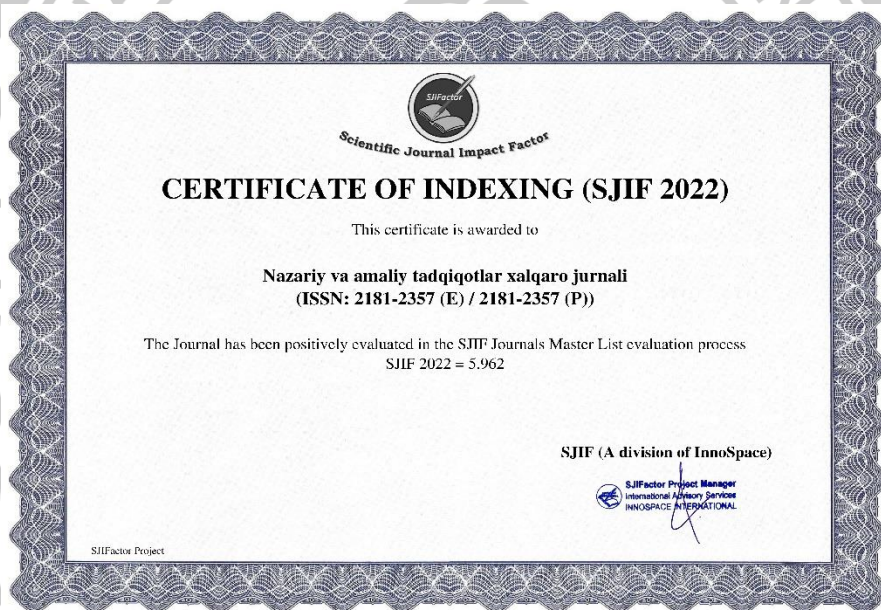 SJIFactor
Scientific Journal Impact Factor
CERTIFICATE OF INDEXING (SJIF 2022)
This certificate is awarded to
Nazariy va amaliy tadqiqotlar xalqaro jurnali
(ISSN: 2181-2357 (E) / 2181-2357 (P))
The Journal has been positively evaluated in the SJIF Journals Master List evaluation process
SJIF 2022 = 5.962
SJIF (A division of InnoSpace)
SJIFactor Project Manager
International Advisory Services
INNOSPACE INTERNATIONAL
SJIFactor Project